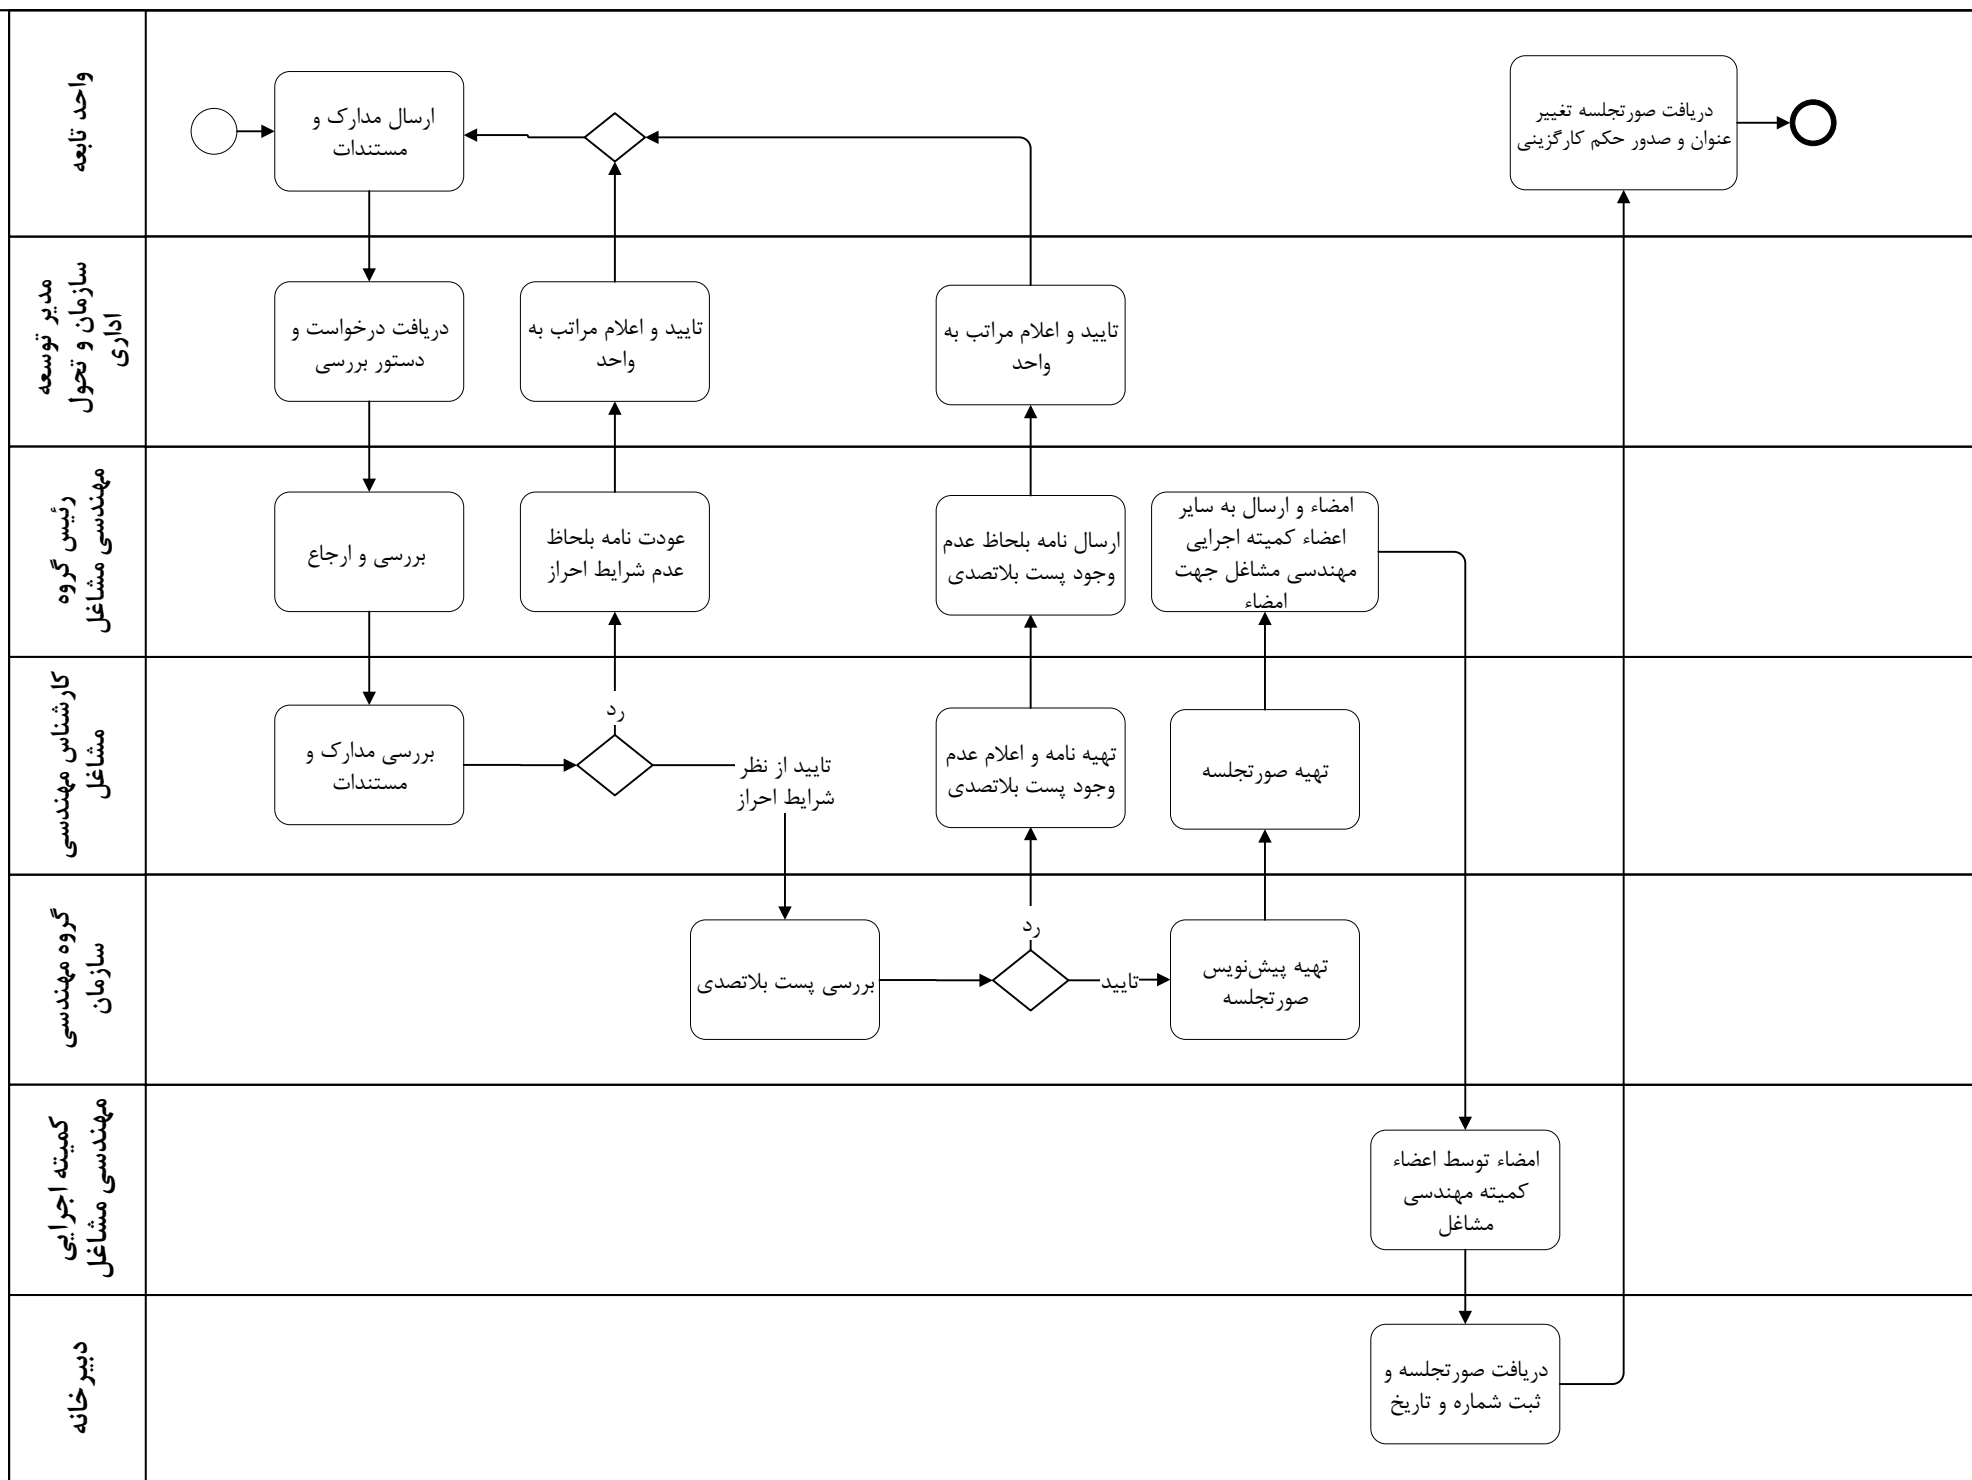 واحد تابعه
ارسال مدارک و
مستندات
دریافت صورتجلسه تغییر
عنوان و صدور حکم کارگزینی
مدیر توسعه
سازمان و تحول
اداری
دریافت درخواست و
دستور بررسی
تایید و اعلام مراتب به
واحد
تایید و اعلام مراتب به
واحد
رئیس گروه
مهندسی مشاغل
بررسی و ارجاع
عودت نامه بلحاظ
عدم شرایط احراز
ارسال نامه بلحاظ عدم
وجود پست بلاتصدی
امضاء و ارسال به سایر
اعضاء کمیته اجرایی
مهندسی مشاغل جهت
امضاء
کارشناس مهندسی
مشاغل
بررسی مدارک و
مستندات
رد
تایید از نظر
شرایط احراز
تهیه نامه و اعلام عدم
وجود پست بلاتصدی
تهیه صورتجلسه
گروه مهندسی
سازمان
بررسی پست بلاتصدی
رد
تایید
تهیه پیش‌نویس
صورتجلسه
کمیته اجرایی
مهندسی مشاغل
امضاء توسط اعضاء
کمیته مهندسی
مشاغل
دبیرخانه
دریافت صورتجلسه و
ثبت شماره و تاریخ